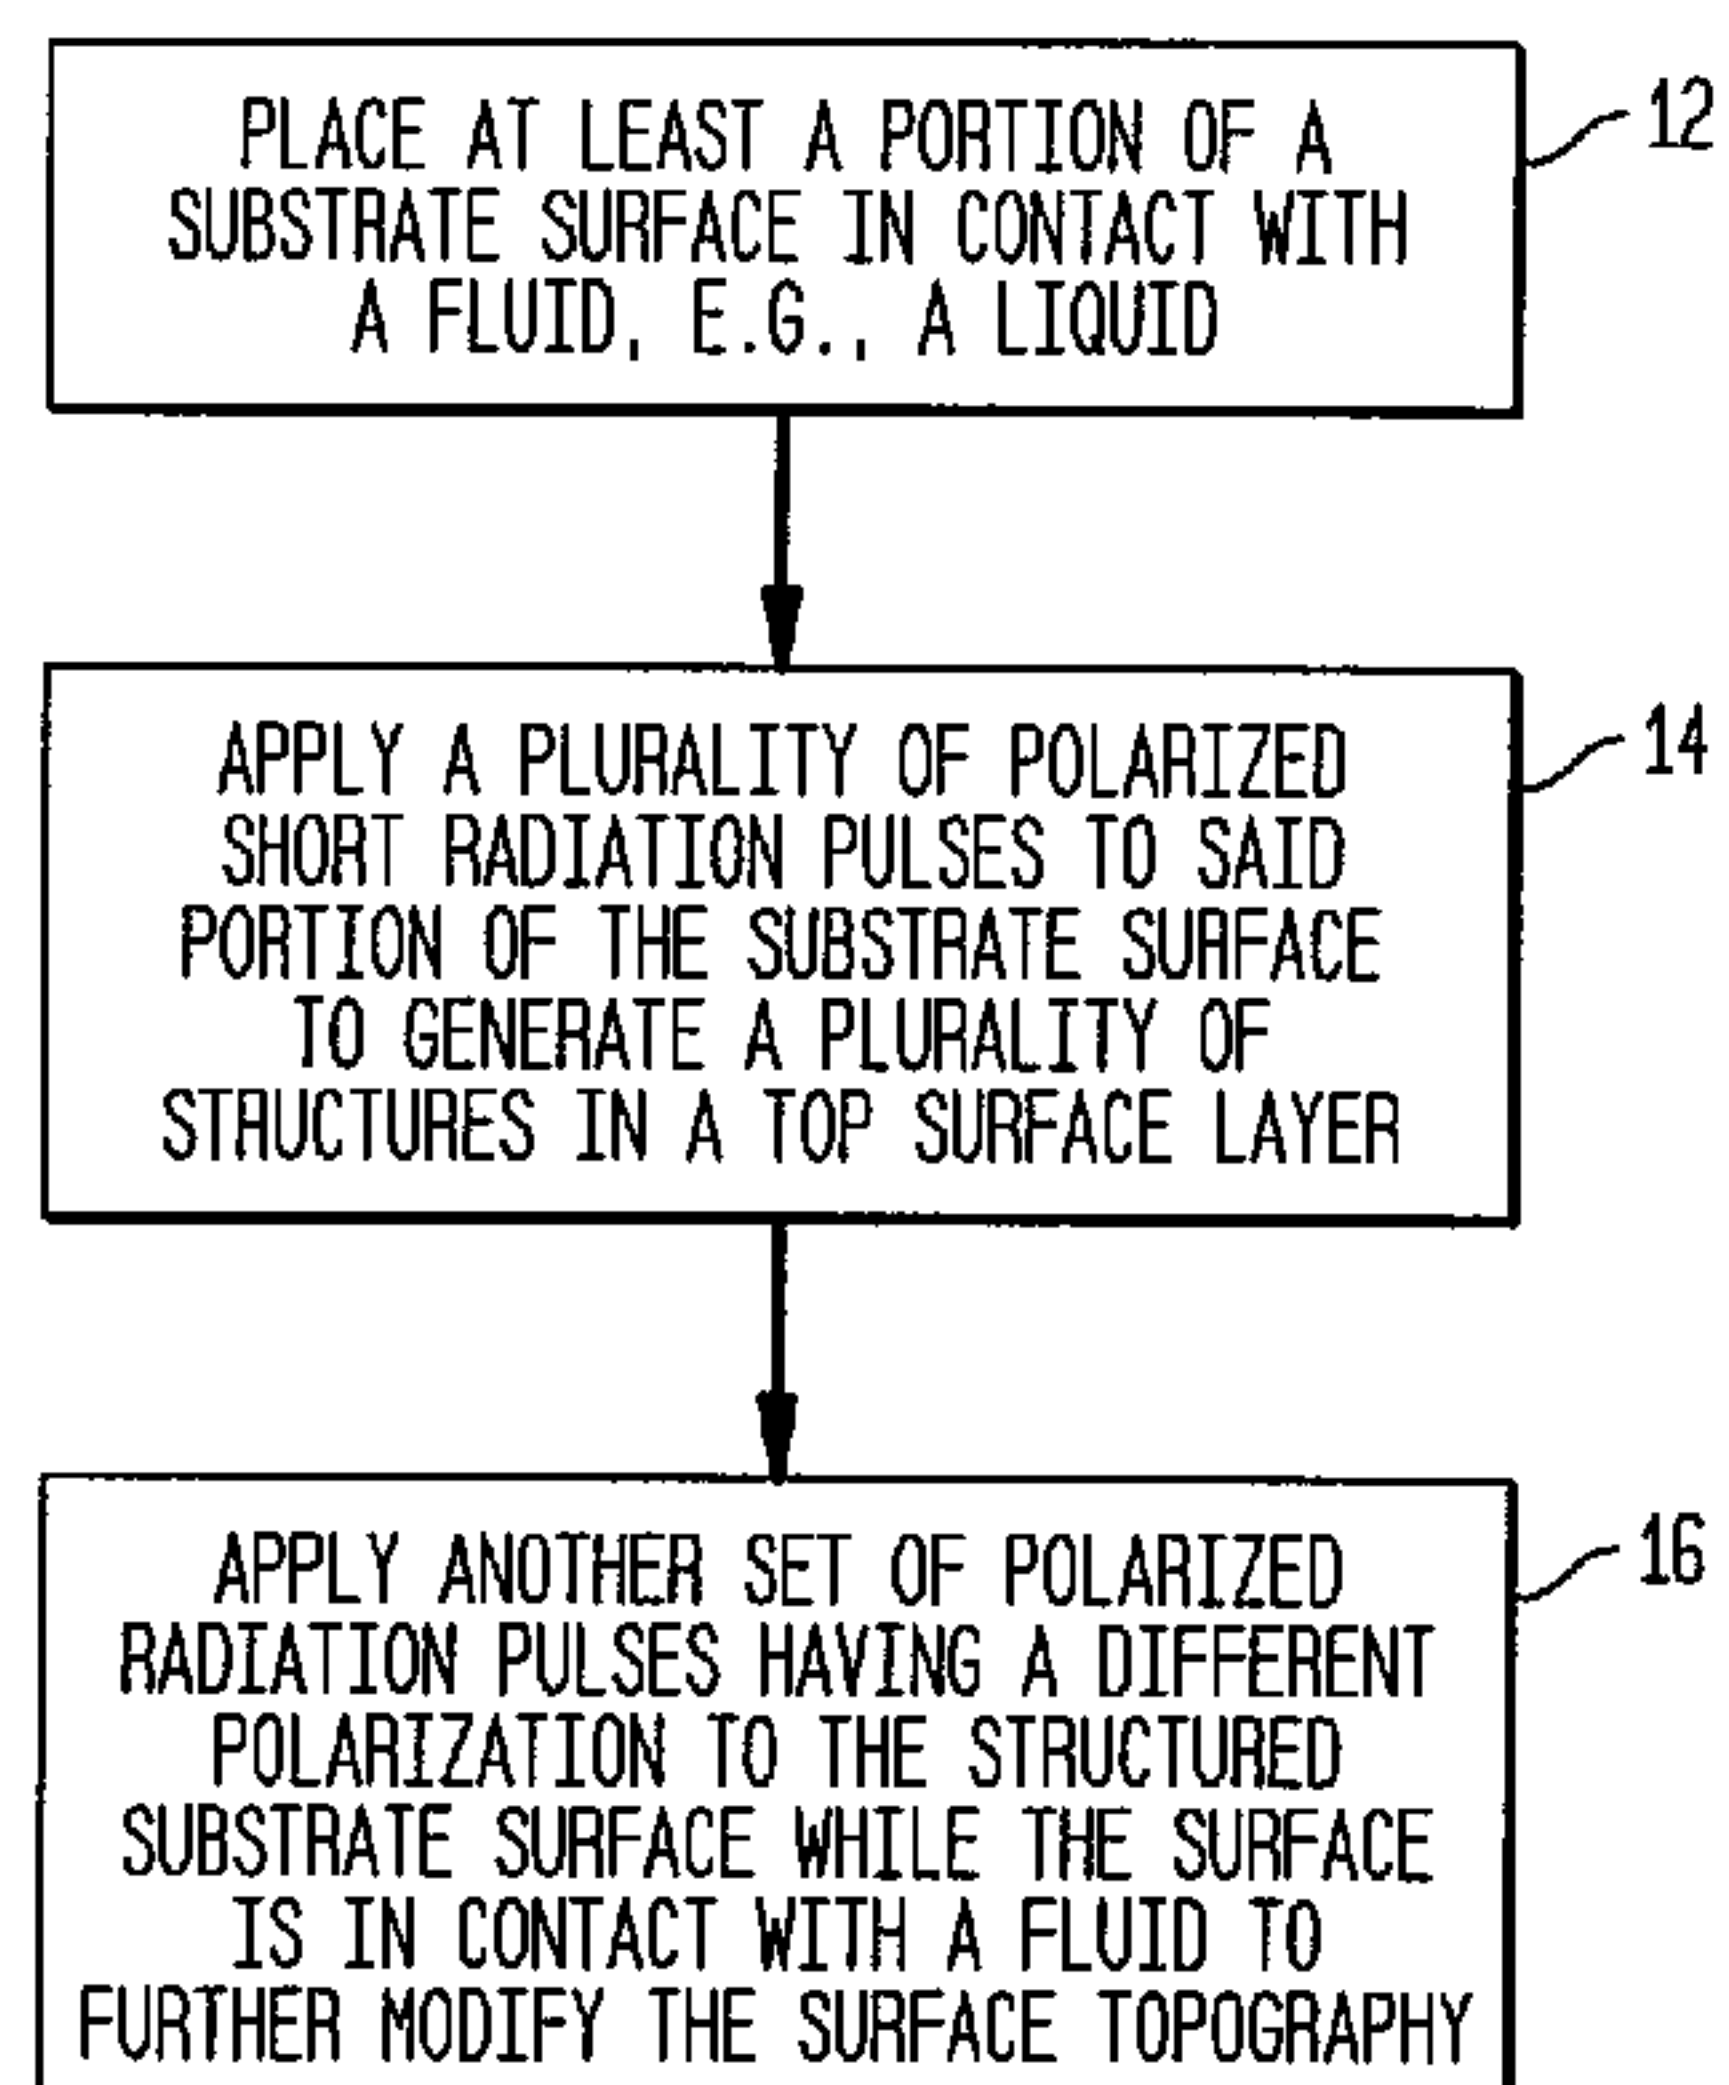 PLACE AT LEAST A PORTION OF A
SUBSTRATE SURFACE IN CONTACT WITH
A FLUID, E.G., A LIQUID
12
APPLY A PLURALITY OF POLARIZED
SHORT RADIATION PULSES TO SAID
PORTION OF THE SUBSTRATE SURFACE
TO GENERATE A PLURALITY OF
STRUCTURES IN A TOP SURFACE LAYER
14
APPLY ANOTHER SET OF POLARIZED
RADIATION PULSES HAVING A DIFFERENT
POLARIZATION TO THE STRUCTURED
SUBSTRATE SURFACE WHILE THE SURFACE
IS IN CONTACT WITH A FLUID TO
FURTHER MODIFY THE SURFACE TOPOGRAPHY
16